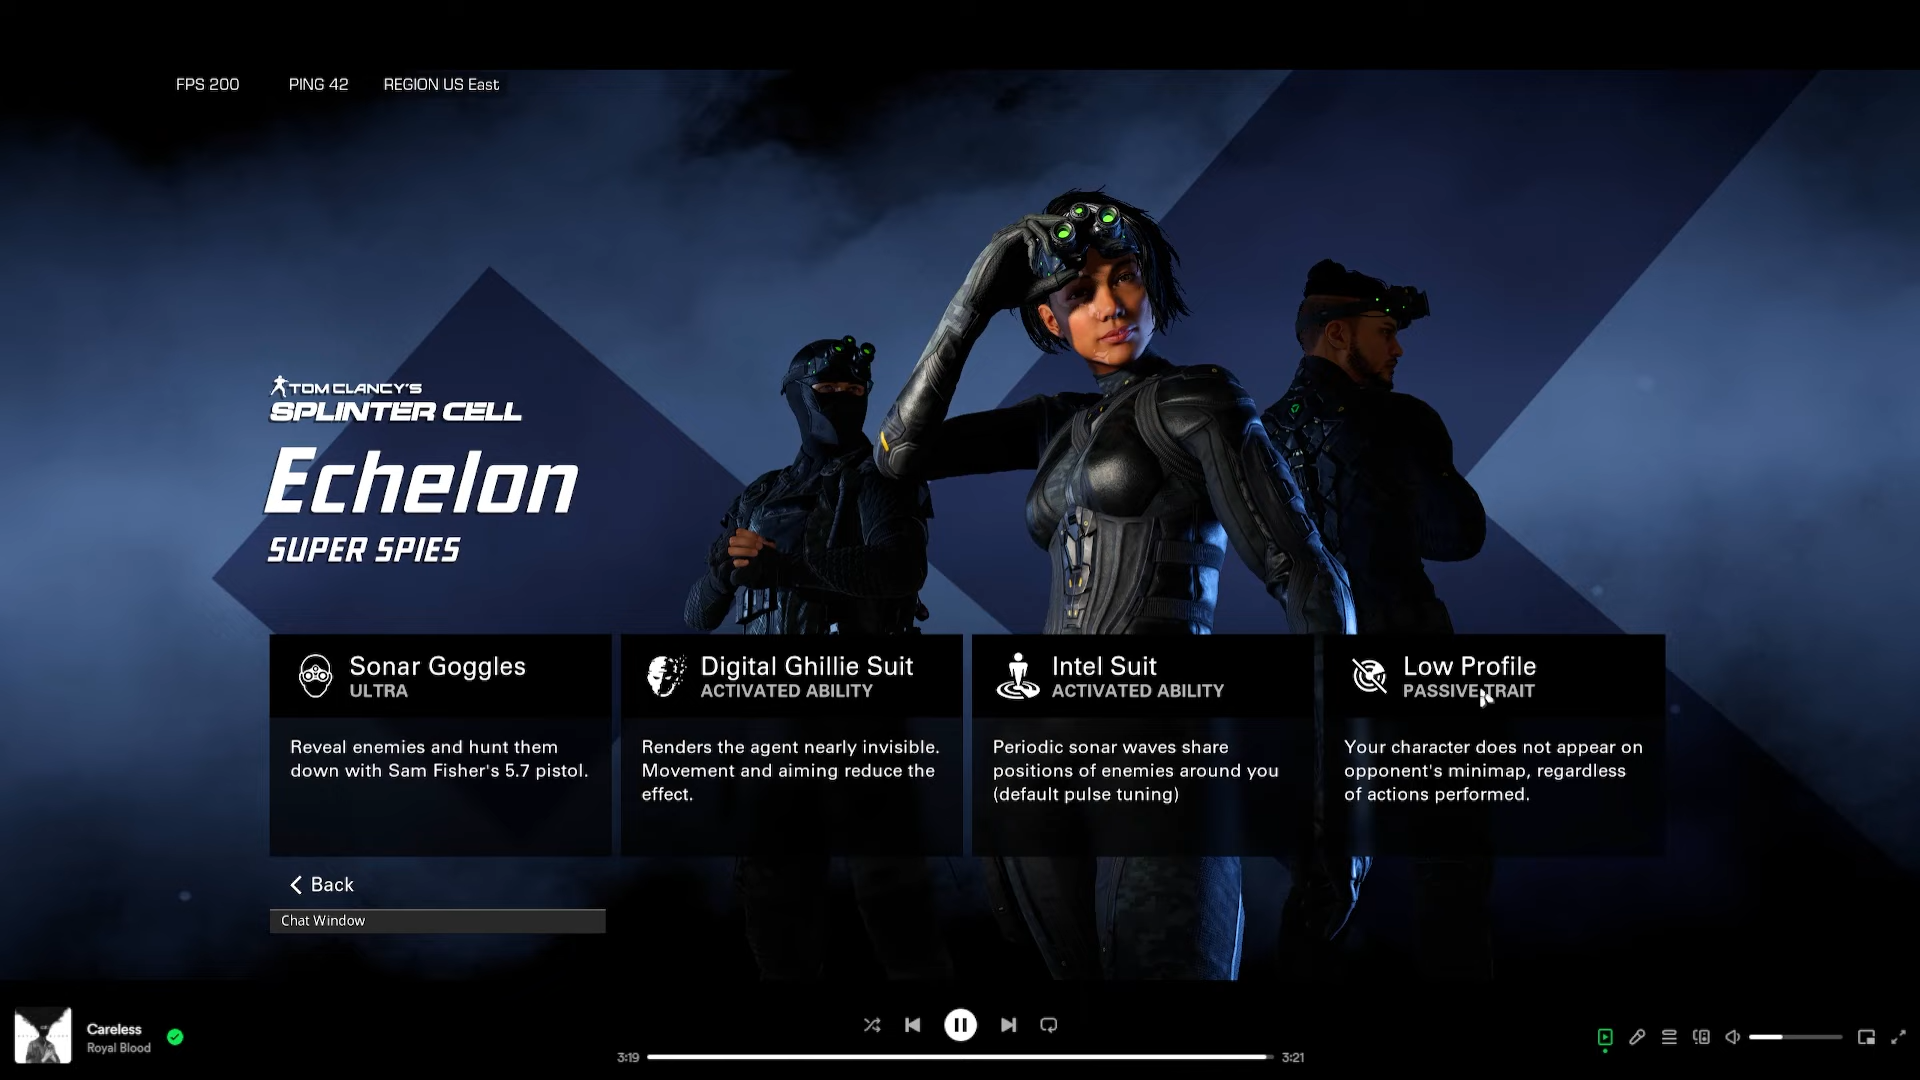 FPS 200 PING 42 REGION US East
TOM CLANCY'S
SPLINTER CELL
Echelon
SUPER SPIES
Sonar Goggles
ULTRA
Reveal enemies and hunt them
down with Sam Fisher's 5.7 pistol.
Digital Ghillie Suit
ACTIVATED ABILITY
Renders the agent nearly invisible.
Movement and aiming reduce the
effect.
Intel Suit
ACTIVATED ABILITY
Periodic sonar waves share
positions of enemies around you
(default pulse tuning)
Low Profile
PASSIVE TRAIT
Your character does not appear on
opponent's minimap, regardless
of actions performed.
Back
Chat Window
Careless
Royal Blood
3:19
3:21